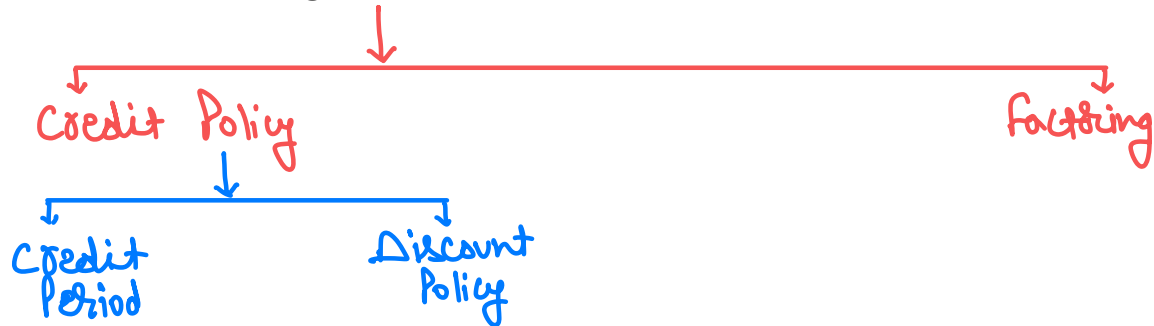 Credit Policy
Factoring
Credit
Period
Discount
Policy